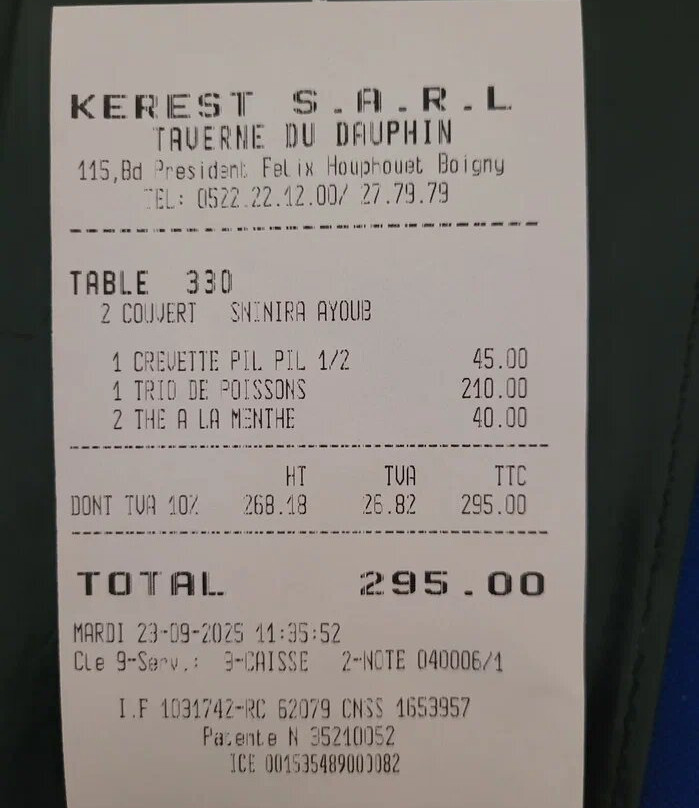 KEREST S.A.R.L
TAVERNE DU DAUPHIN
115,Bd President Felix Houphouet Boigny
TEL: 0522.22.12.00/ 27.79.79
TABLE 330
2 COUVERT SNINIRA AYOUB
1 CREVETTE PIL PIL 1/2 45.00
1 TRIO DE POISSONS 210.00
2 THE A LA MENTHE 40.00
HT TVA TTC
DONT TVA 10% 268.18 26.82 295.00
TOTAL 295.00
MARDI 23-09-2025 11:35:52
Cle 9-Serv.: 9-CAISSE 2-NOTE 040006/1
I.F 1031742-RC 62079 CNSS 1653957
Patente N 35210052
ICE